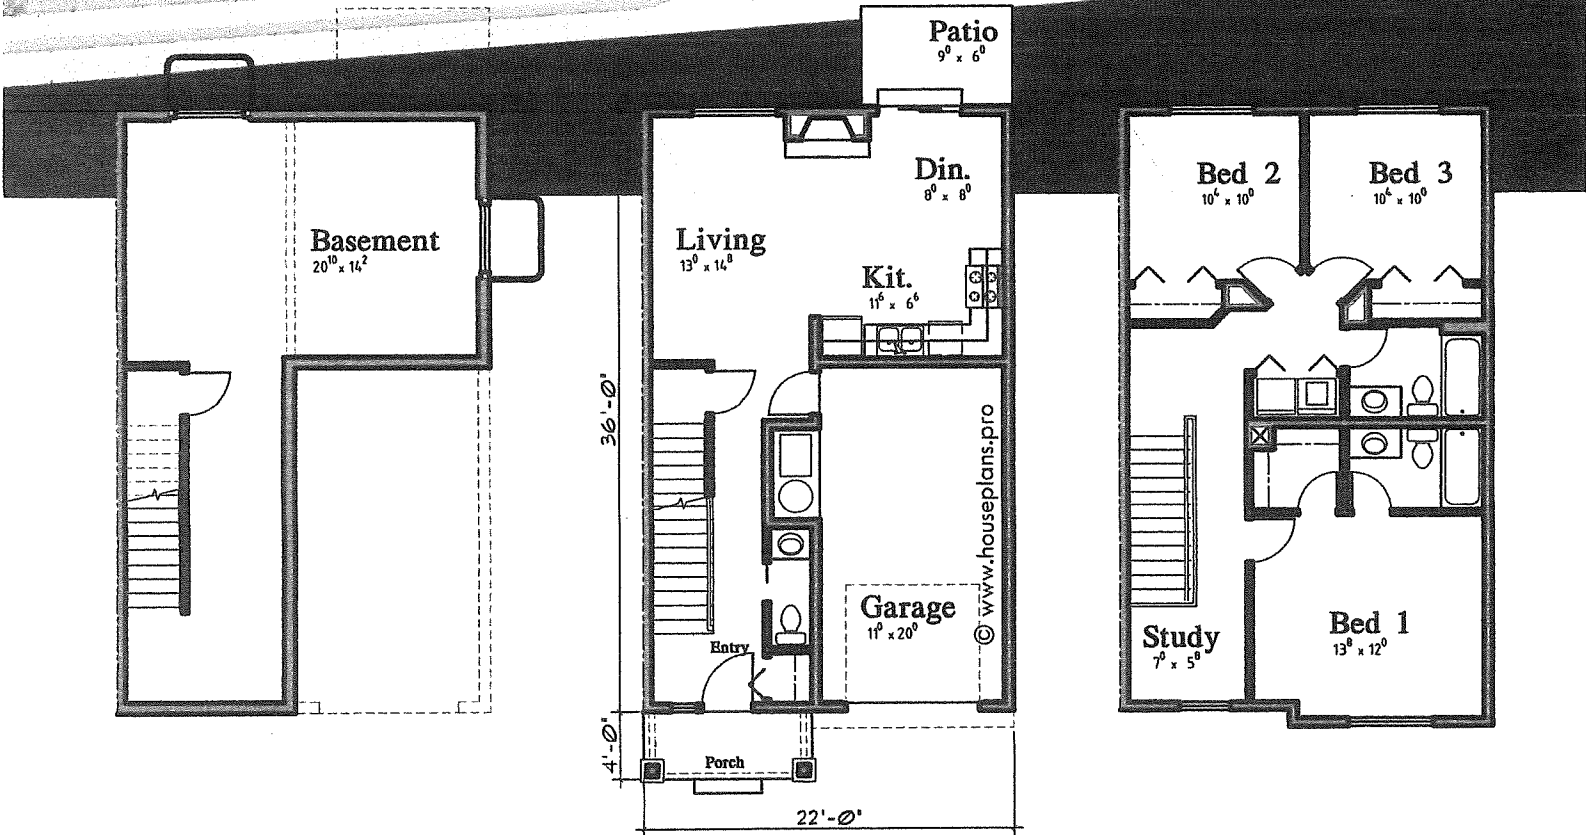 Patio
9⁰ x 6⁰
Basement
20¹⁰ x 14²
Living
13⁰ x 14⁸
Din.
8⁰ x 8⁰
Kit.
11⁶ x 6⁶
36'-0"
Garage
11⁰ x 20⁰
© www.houseplans.pro
Entry
4'-0"
Porch
22'-0"
Bed 2
10⁴ x 10⁰
Bed 3
10⁴ x 10⁰
Study
7⁰ x 5⁸
Bed 1
13⁸ x 12⁰